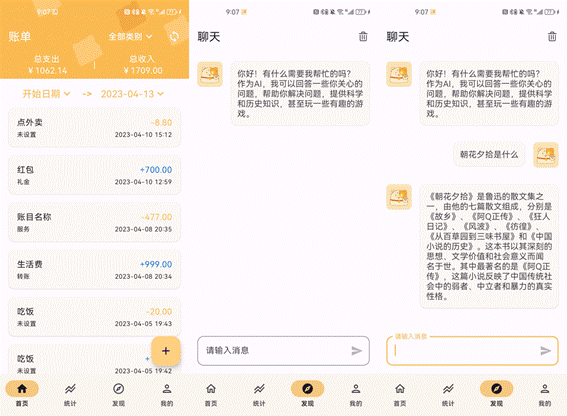 9:07
77
账单
全部类别
总支出
总收入
￥1062.14
￥1709.00
开始日期
->
2023-04-13
点外卖
-8.80
未设置
2023-04-10 15:12
红包
+700.00
礼金
2023-04-10 12:59
账目名称
-477.00
服务
2023-04-08 20:35
生活费
+999.00
转账
2023-04-08 20:34
吃饭
-20.00
未设置
2023-04-05 19:43
吃饭
未设置
2023-04-05 19:42
+
首页
统计
发现
我的
9:07
77
聊天
你好！有什么需要我帮忙的吗？
作为AI，我可以回答一些你关心的
问题，帮助你解决问题，提供科学
和历史知识，甚至玩一些有趣的游
戏。
请输入消息
首页
统计
发现
我的
9:07
77
聊天
你好！有什么需要我帮忙的吗？
作为AI，我可以回答一些你关心的
问题，帮助你解决问题，提供科学
和历史知识，甚至玩一些有趣的游
戏。
朝花夕拾是什么
《朝花夕拾》是鲁迅的散文集之
一，由他的七篇散文组成，分别是
《故乡》、《阿Q正传》、《狂人
日记》、《风波》、《彷徨》、
《从百草园到三味书屋》和《中国
小说的历史》。这本书以其深刻的
思想、文学价值和社会意义而闻
名于世。其中最著名的是《阿Q正
传》，这篇小说反映了中国传统社
会中的弱者、中立者和暴力的真实
性格。
请输入消息
首页
统计
发现
我的